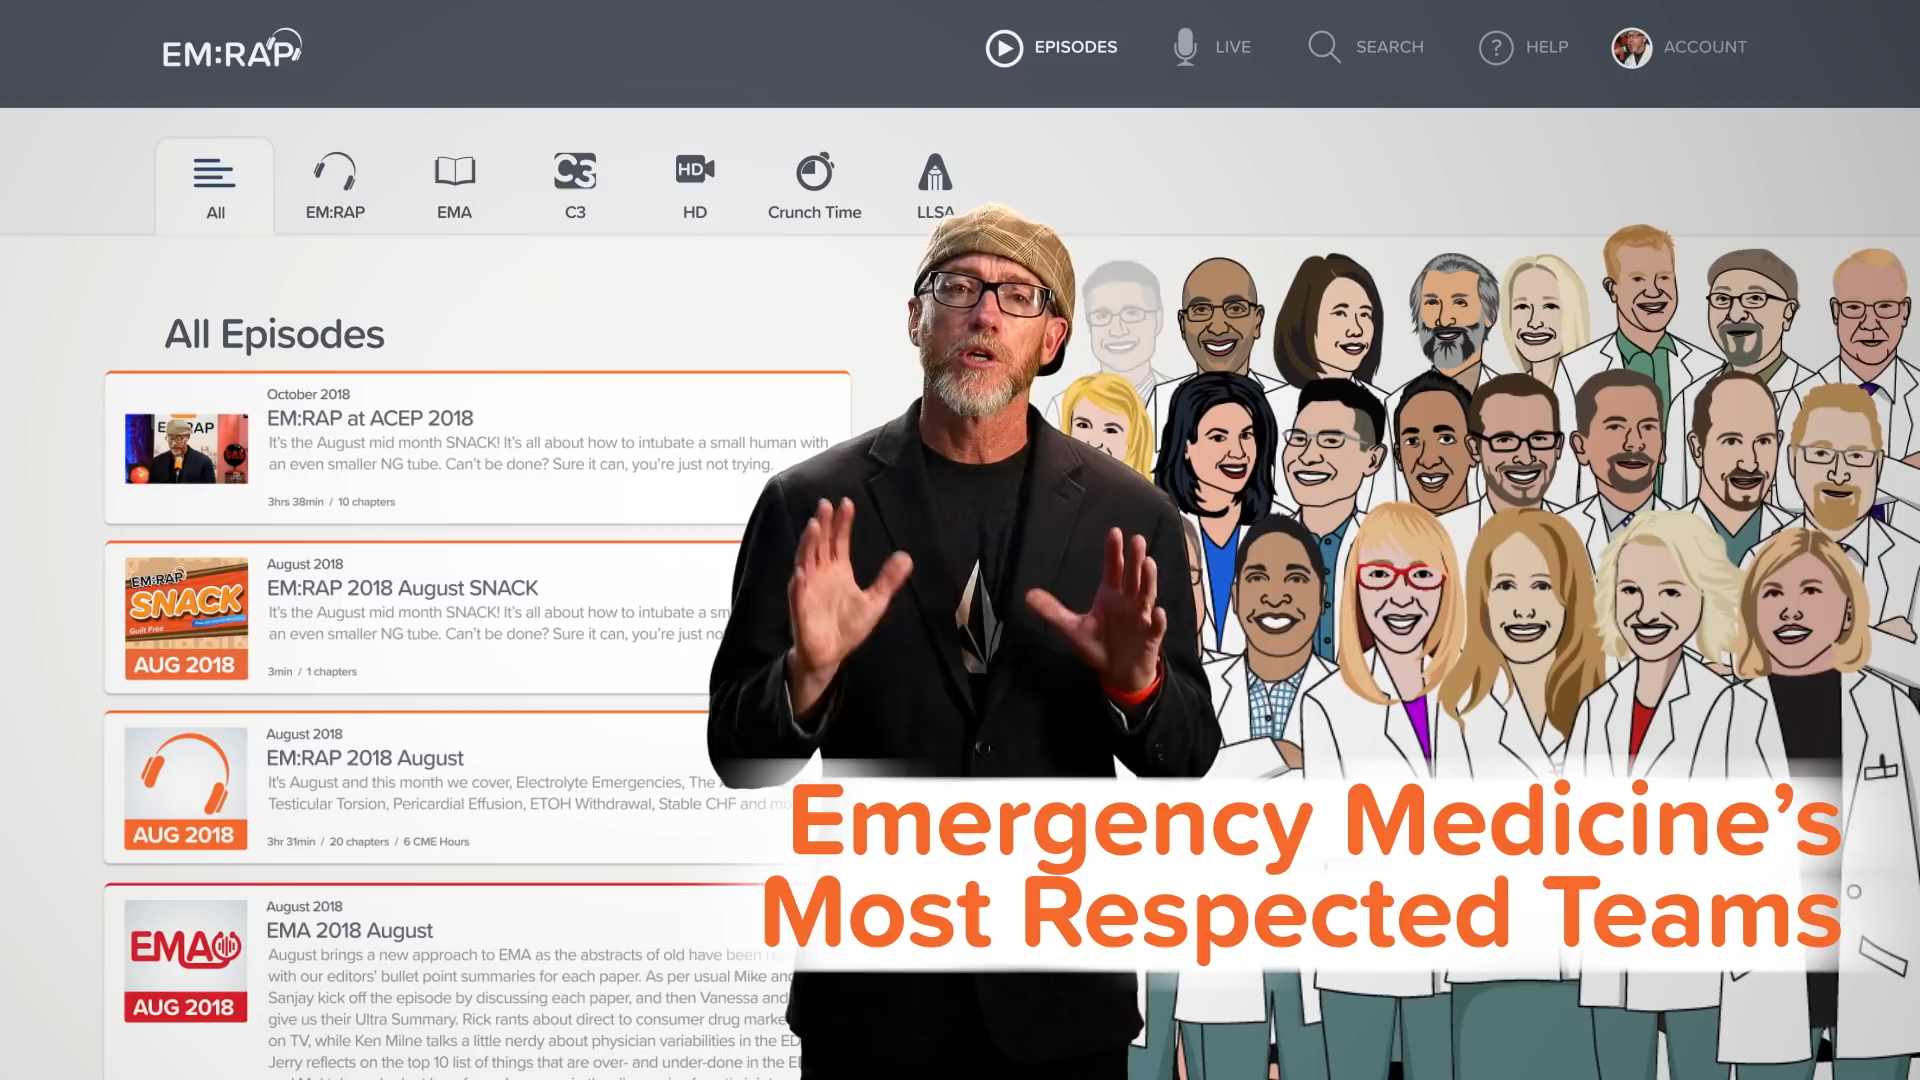 EM:RAP
EPISODES
LIVE
SEARCH
HELP
ACCOUNT
All
EM:RAP
EMA
C3
C3
HD
HD
Crunch Time
LLSA
All Episodes
October 2018
EM:RAP at ACEP 2018
It's the August mid month SNACK! It's all about how to intubate a small human with
an even smaller NG tube. Can't be done? Sure it can, you're just not trying.
3hrs 38min / 10 chapters
EM:RAP
SNACK
Guilt Free
AUG 2018
August 2018
EM:RAP 2018 August SNACK
It's the August mid month SNACK! It's all about how to intubate a sm
an even smaller NG tube. Can't be done? Sure it can, you're just no
3min / 1 chapters
AUG 2018
August 2018
EM:RAP 2018 August
It's August and this month we cover, Electrolyte Emergencies, The
Testicular Torsion, Pericardial Effusion, ETOH Withdrawal, Stable CHF and mo
3hr 31min / 20 chapters / 6 CME Hours
EMA
AUG 2018
August 2018
EMA 2018 August
August brings a new approach to EMA as the abstracts of old have been
with our editors' bullet point summaries for each paper. As per usual Mike and
Sanjay kick off the episode by discussing each paper, and then Vanessa and
give us their Ultra Summary. Rick rants about direct to consumer drug marke
on TV, while Ken Milne talks a little nerdy about physician variabilities in the ED
Jerry reflects on the top 10 list of things that are over- and under-done in the E
Emergency Medicine's
Most Respected Teams